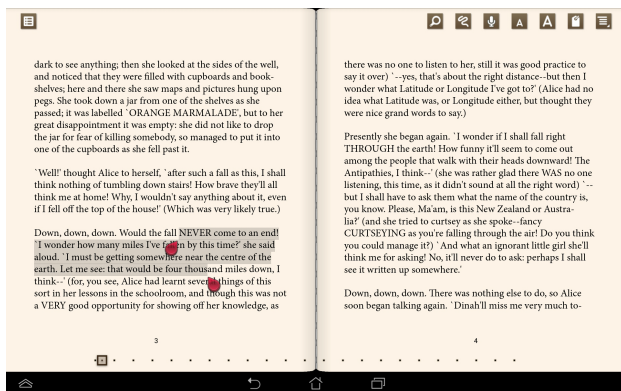 dark to see anything; then she looked at the sides of the well,
and noticed that they were filled with cupboards and book-
shelves; here and there she saw maps and pictures hung upon
pegs. She took down a jar from one of the shelves as she
passed; it was labelled `ORANGE MARMALADE', but to her
great disappointment it was empty: she did not like to drop
the jar for fear of killing somebody, so managed to put it into
one of the cupboards as she fell past it.
`Well!' thought Alice to herself, `after such a fall as this, I shall
think nothing of tumbling down stairs! How brave they'll all
think me at home! Why, I wouldn't say anything about it, even
if I fell off the top of the house!' (Which was very likely true.)
Down, down, down. Would the fall NEVER come to an end!
`I wonder how many miles I've fallen by this time?' she said
aloud. `I must be getting somewhere near the centre of the
earth. Let me see: that would be four thousand miles down, I
think--' (for, you see, Alice had learnt several things of this
sort in her lessons in the schoolroom, and though this was not
a VERY good opportunity for showing off her knowledge, as
3
there was no one to listen to her, still it was good practice to
say it over) `--yes, that's about the right distance--but then I
wonder what Latitude or Longitude I've got to?' (Alice had no
idea what Latitude was, or Longitude either, but thought they
were nice grand words to say.)
Presently she began again. `I wonder if I shall fall right
THROUGH the earth! How funny it'll seem to come out
among the people that walk with their heads downward! The
Antipathies, I think--' (she was rather glad there WAS no one
listening, this time, as it didn't sound at all the right word) `--
but I shall have to ask them what the name of the country is,
you know. Please, Ma'am, is this New Zealand or Austra-
lia?' (and she tried to curtsey as she spoke--fancy
CURTSEYING as you're falling through the air! Do you think
you could manage it?) `And what an ignorant little girl she'll
think me for asking! No, it'll never do to ask: perhaps I shall
see it written up somewhere.'
Down, down, down. There was nothing else to do, so Alice
soon began talking again. `Dinah'll miss me very much to-
4
A A